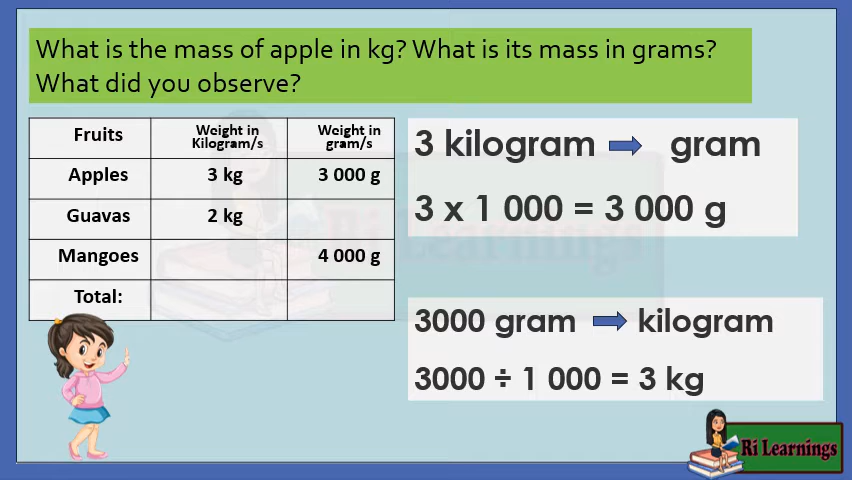 What is the mass of apple in kg? What is its mass in grams?
What did you observe?
Fruits
Weight in
Kilogram/s
Weight in
gram/s
Apples 3 kg 3 000 g
Guavas 2 kg
Mangoes 4 000 g
Total:
3 kilogram gram
3 x 1 000 = 3 000 g
3000 gram kilogram
3000 ÷ 1 000 = 3 kg
Ri Learnings
Ri Learnings